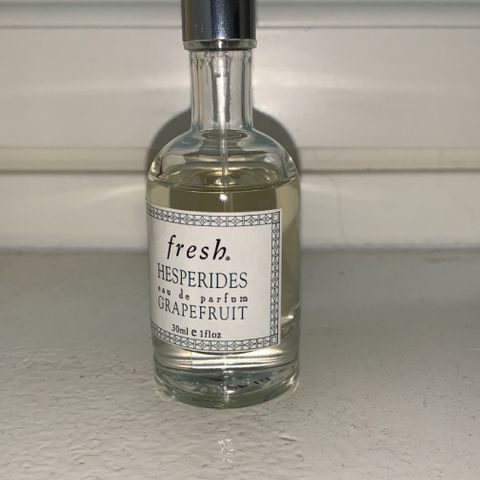 fresh®
HESPERIDES
eau de parfum
GRAPEFRUIT
30ml e 1floz